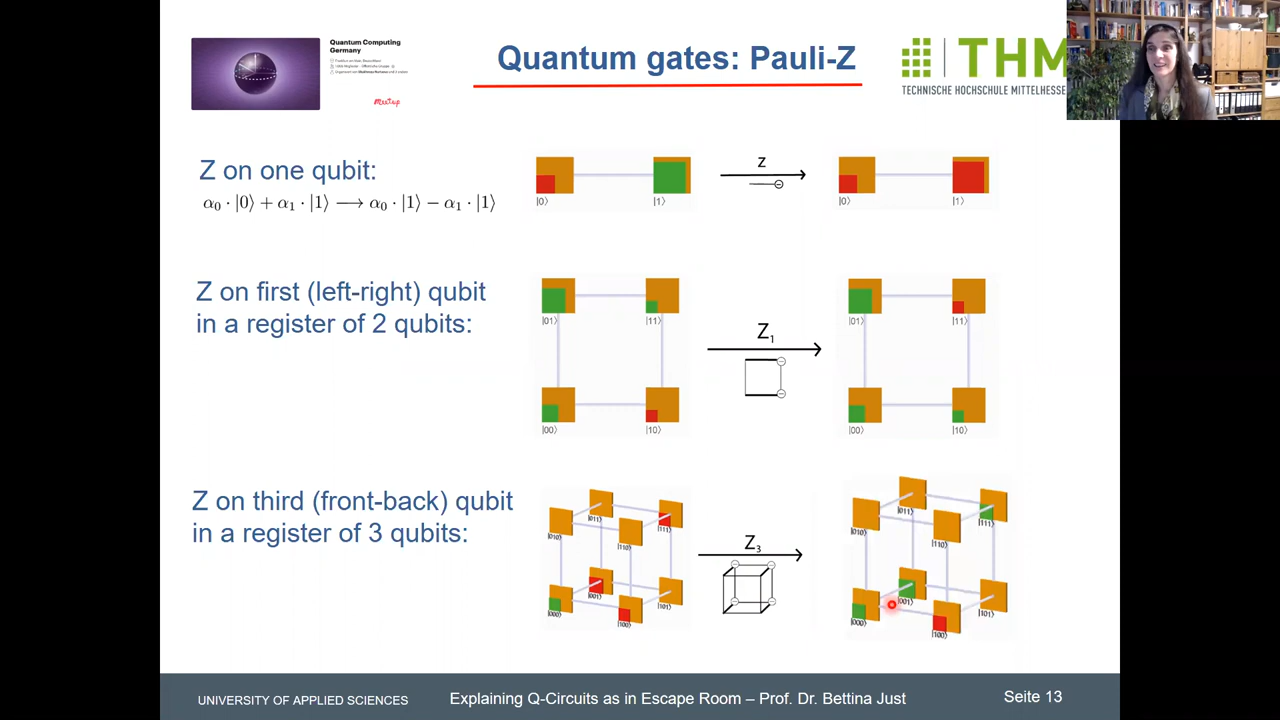 Quantum Computing
Germany
Meetup
Quantum gates: Pauli-Z
THM
TECHNISCHE HOCHSCHULE MITTELHESSE
Z on one qubit:
α₀ · |0⟩ + α₁ · |1⟩ ⟶ α₀ · |1⟩ − α₁ · |1⟩
|0⟩ |1⟩
z
|0⟩ |1⟩
Z on first (left-right) qubit
in a register of 2 qubits:
|01⟩ |11⟩
|00⟩ |10⟩
Z₁
|01⟩ |11⟩
|00⟩ |10⟩
Z on third (front-back) qubit
in a register of 3 qubits:
|011⟩ |111⟩
|010⟩ |110⟩
|001⟩ |101⟩
|000⟩ |100⟩
Z₃
|011⟩ |111⟩
|010⟩ |110⟩
|001⟩ |101⟩
|000⟩ |100⟩
UNIVERSITY OF APPLIED SCIENCES
Explaining Q-Circuits as in Escape Room – Prof. Dr. Bettina Just
Seite 13